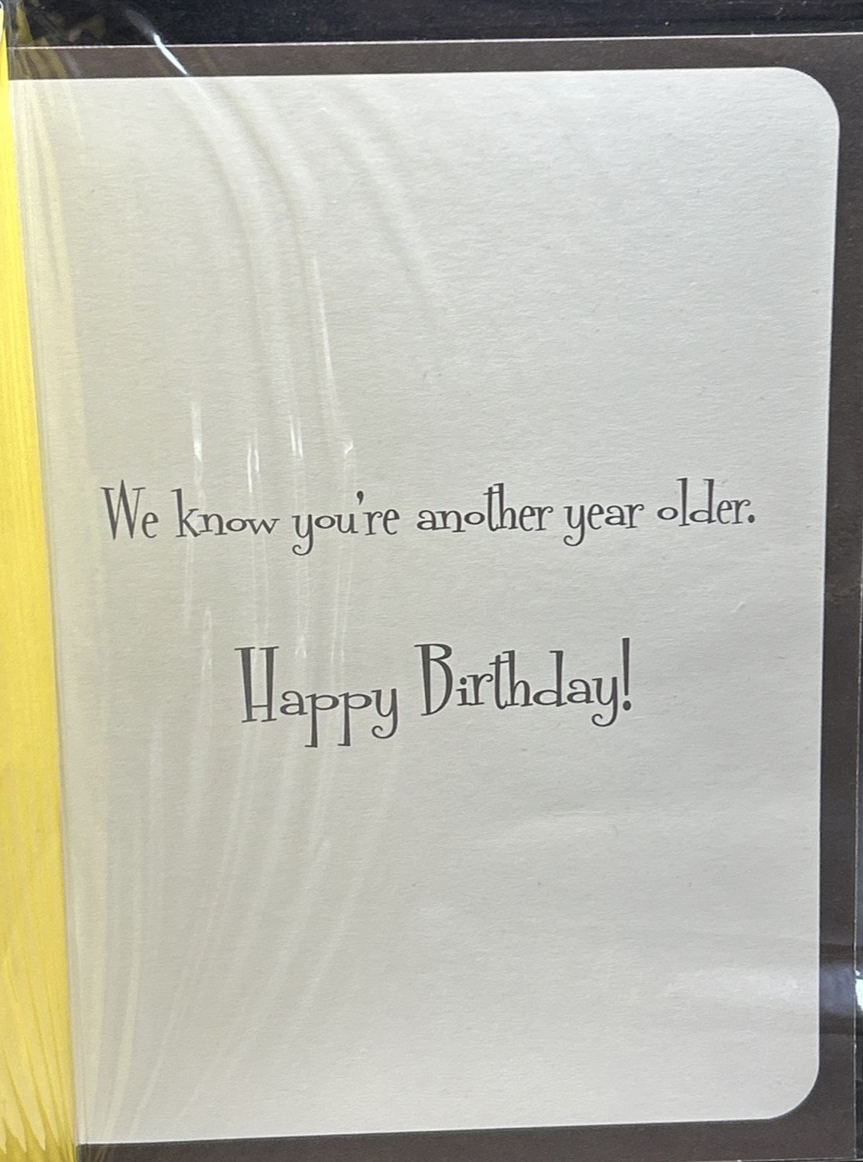 We know you're another year older.
Happy Birthday!